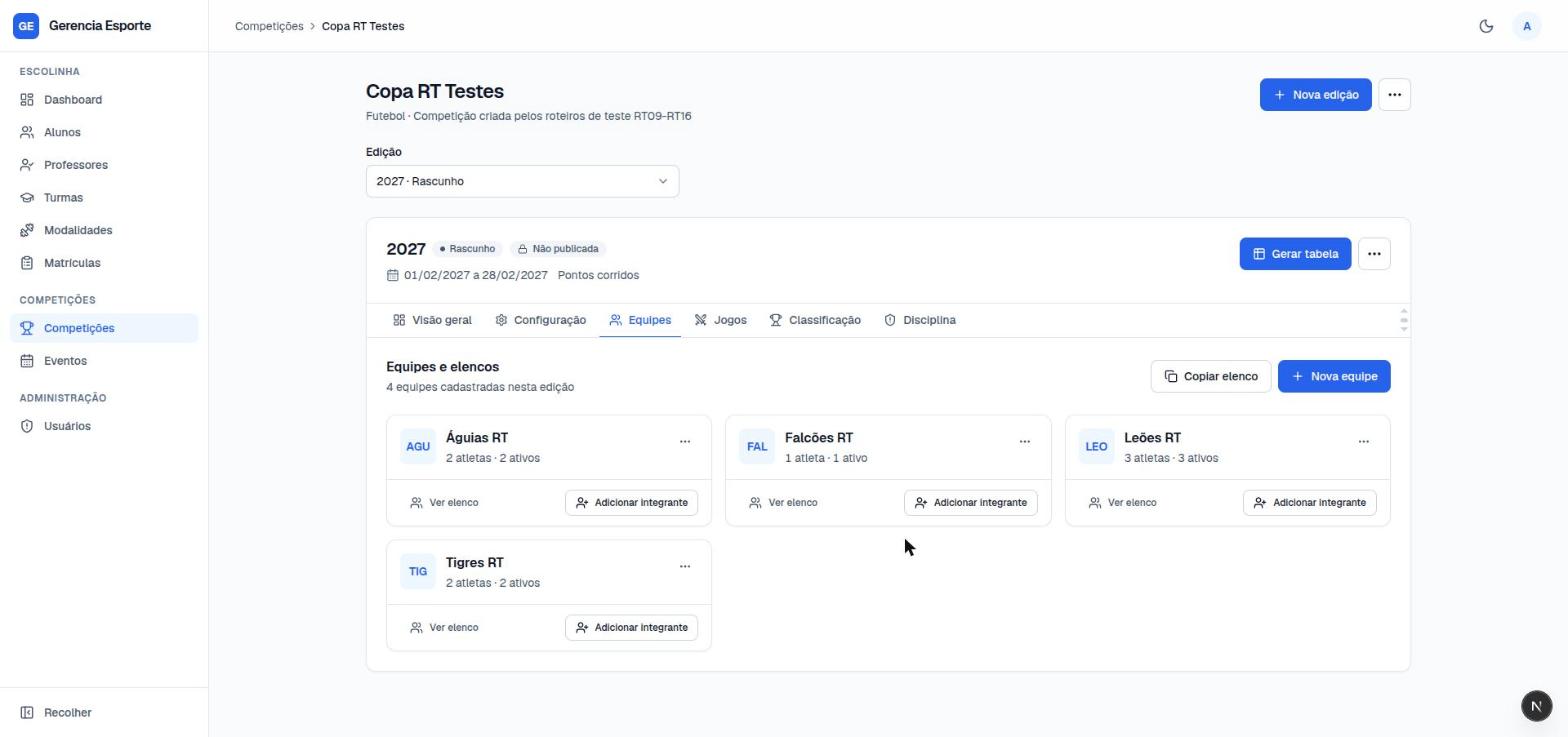 GE Gerencia Esporte
Competições > Copa RT Testes
A
ESCOLINHA
Dashboard
Alunos
Professores
Turmas
Modalidades
Matrículas
COMPETIÇÕES
Competições
Eventos
ADMINISTRAÇÃO
Usuários
Recolher
Copa RT Testes
Futebol · Competição criada pelos roteiros de teste RT09-RT16
+ Nova edição
Edição
2027 · Rascunho
2027 Rascunho Não publicada
01/02/2027 a 28/02/2027 Pontos corridos
Gerar tabela
Visão geral Configuração Equipes Jogos Classificação Disciplina
Equipes e elencos
4 equipes cadastradas nesta edição
Copiar elenco + Nova equipe
AGU Águias RT
2 atletas · 2 ativos
Ver elenco Adicionar integrante
FAL Falcões RT
1 atleta · 1 ativo
Ver elenco Adicionar integrante
LEO Leões RT
3 atletas · 3 ativos
Ver elenco Adicionar integrante
TIG Tigres RT
2 atletas · 2 ativos
Ver elenco Adicionar integrante
N